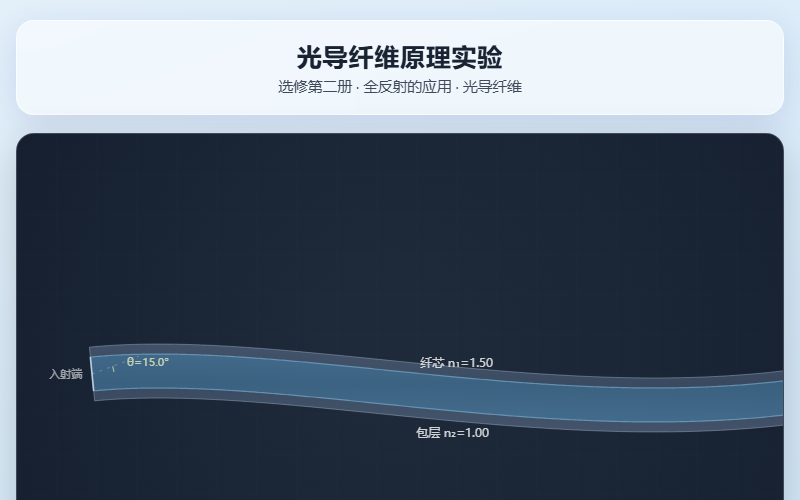 光导纤维原理实验
选修第二册 · 全反射的应用 · 光导纤维
θ=15.0°
入射端
纤芯 n₁=1.50
包层 n₂=1.00